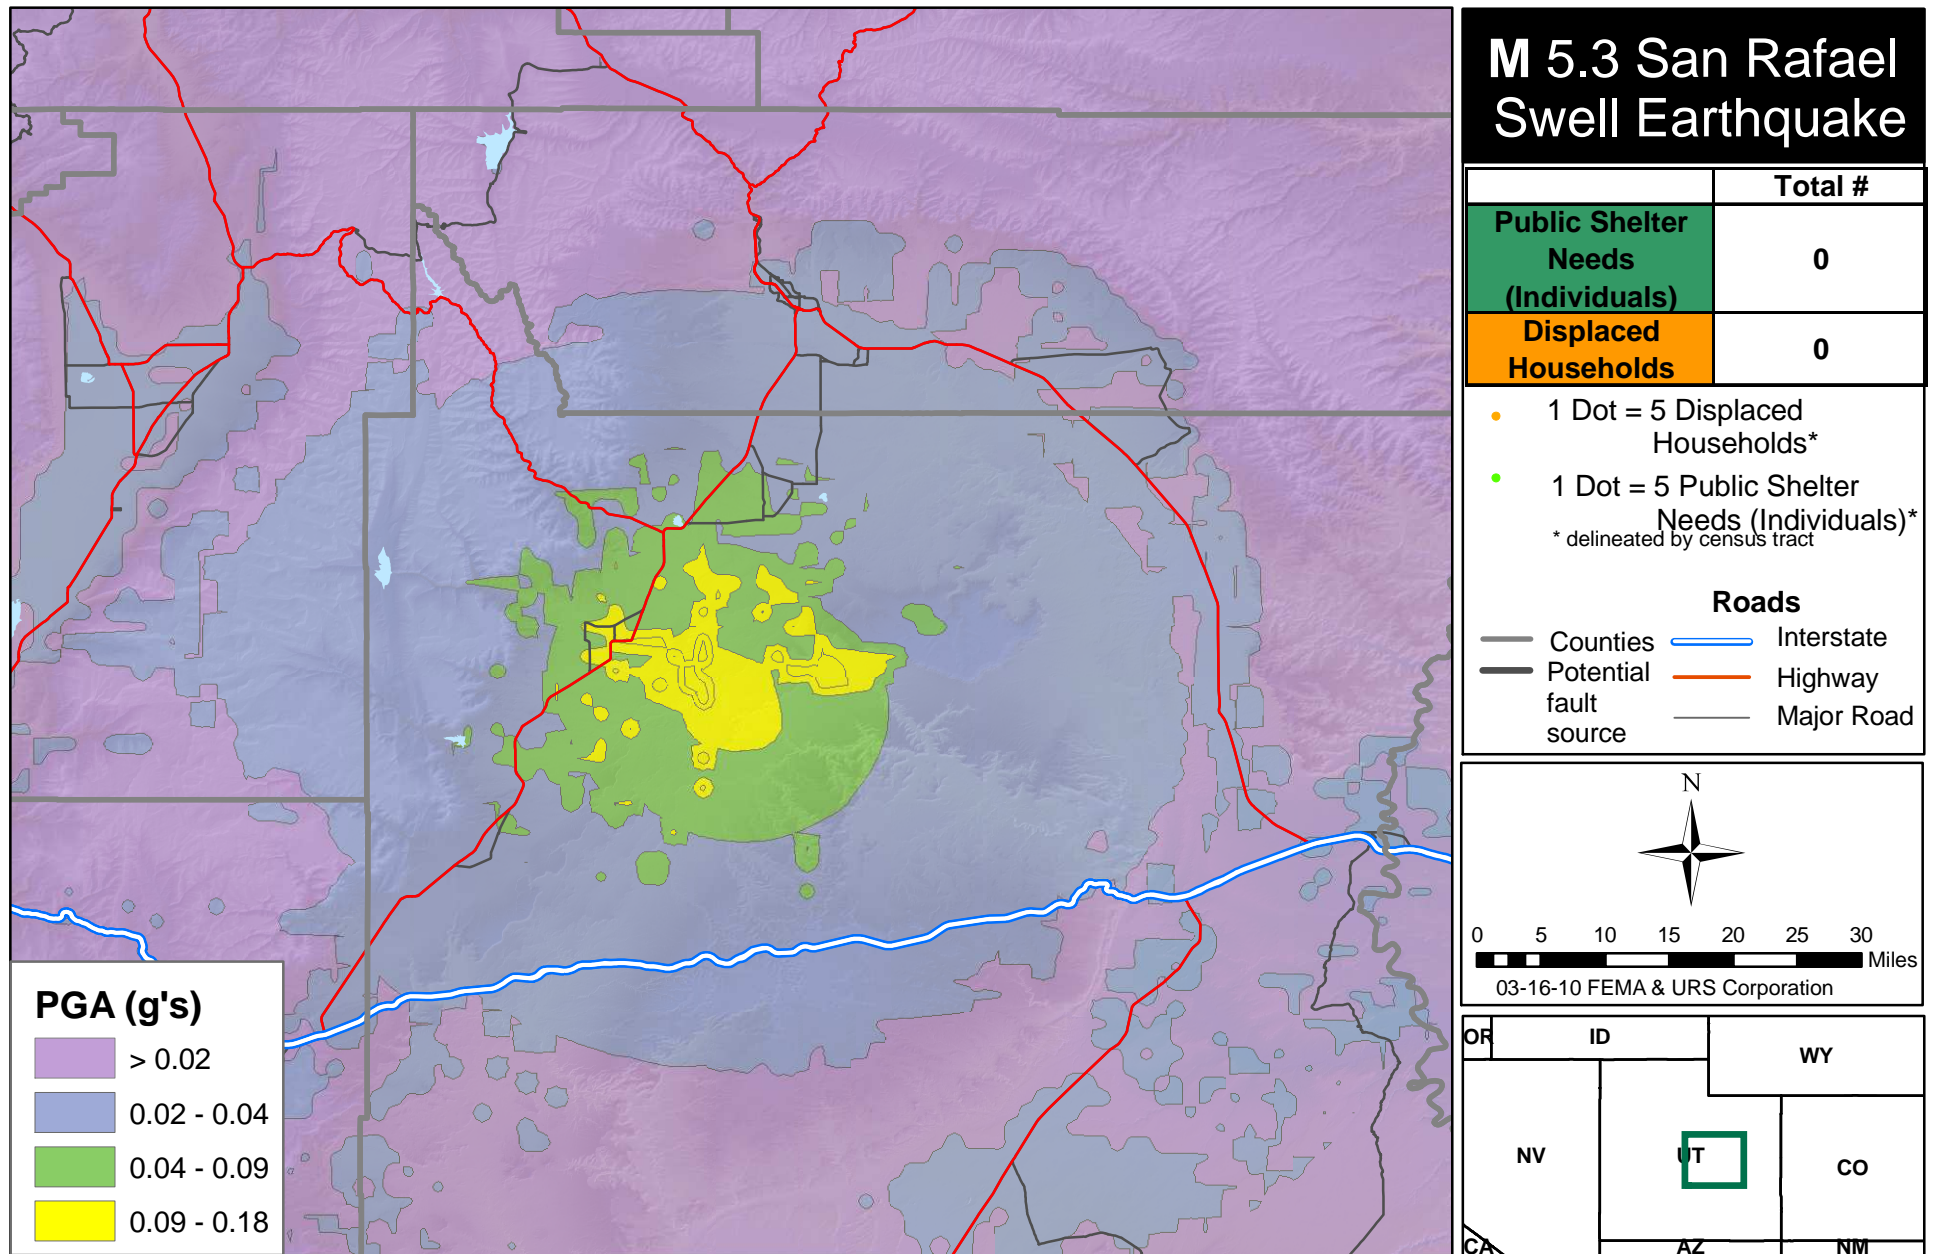 M 5.3 San Rafael
Swell Earthquake
Total #
Public Shelter
Needs
(Individuals)
0
Displaced
Households
0
1 Dot = 5 Displaced
Households*
1 Dot = 5 Public Shelter
Needs (Individuals)*
* delineated by census tract
Roads
Counties
Interstate
Potential
fault
source
Highway
Major Road
N
0 5 10 15 20 25 30
Miles
03-16-10 FEMA & URS Corporation
OR
ID
WY
NV
UT
CO
CA
AZ
NM
PGA (g's)
> 0.02
0.02 - 0.04
0.04 - 0.09
0.09 - 0.18